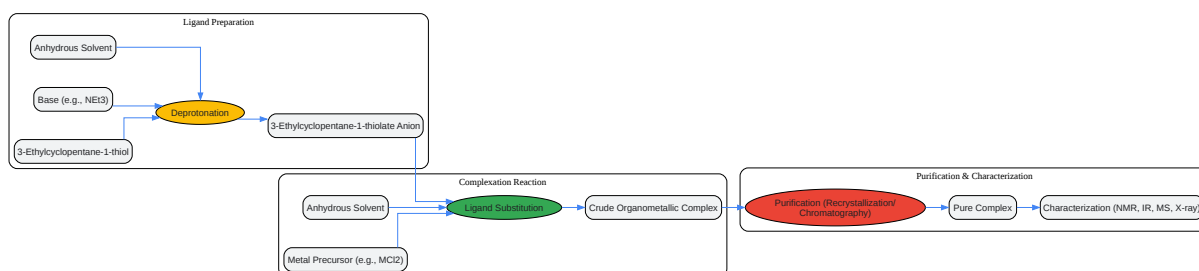 Ligand Preparation
Anhydrous Solvent
Base (e.g., NEt3)
Deprotonation
3-Ethylcyclopentane-1-thiolate Anion
3-Ethylcyclopentane-1-thiol
Complexation Reaction
Anhydrous Solvent
Ligand Substitution
Crude Organometallic Complex
Metal Precursor (e.g., MCl2)
Purification & Characterization
Purification (Recrystallization/
Chromatography)
Pure Complex
Characterization (NMR, IR, MS, X-ray)